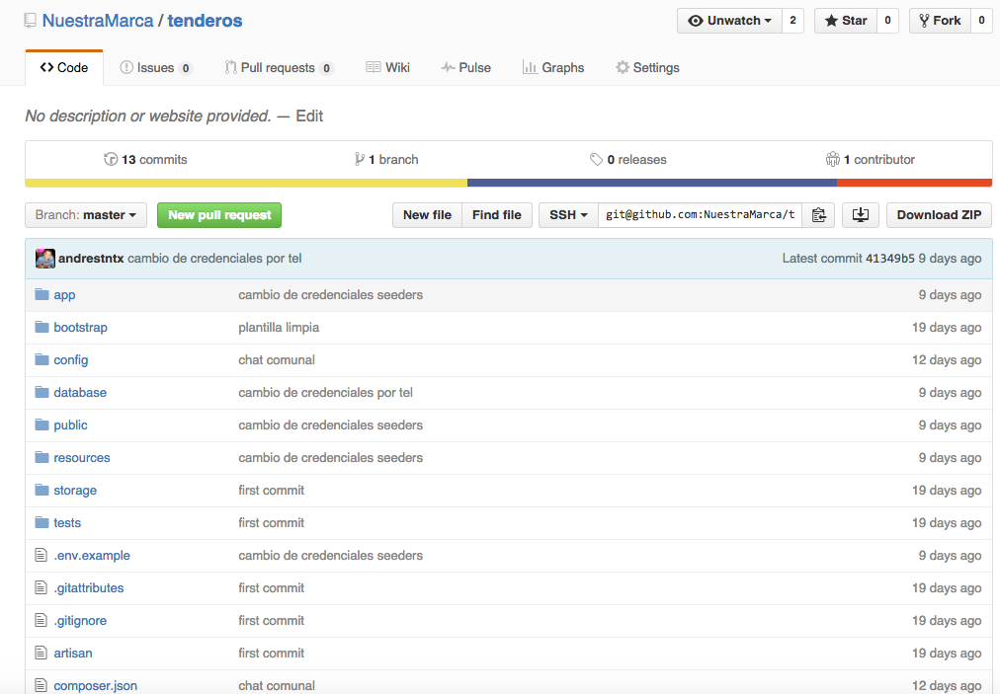 NuestraMarca / tenderos
Unwatch 2 Star 0 Fork 0
Code Issues 0 Pull requests 0 Wiki Pulse Graphs Settings
No description or website provided. — Edit
13 commits 1 branch 0 releases 1 contributor
Branch: master New pull request New file Find file SSH git@github.com:NuestraMarca/t Download ZIP
andrestntx cambio de credenciales por tel Latest commit 41349b5 9 days ago
app cambio de credenciales seeders 9 days ago
bootstrap plantilla limpia 19 days ago
config chat comunal 12 days ago
database cambio de credenciales por tel 9 days ago
public cambio de credenciales seeders 9 days ago
resources cambio de credenciales seeders 9 days ago
storage first commit 19 days ago
tests first commit 19 days ago
.env.example cambio de credenciales seeders 9 days ago
.gitattributes first commit 19 days ago
.gitignore first commit 19 days ago
artisan first commit 19 days ago
composer.json chat comunal 12 days ago